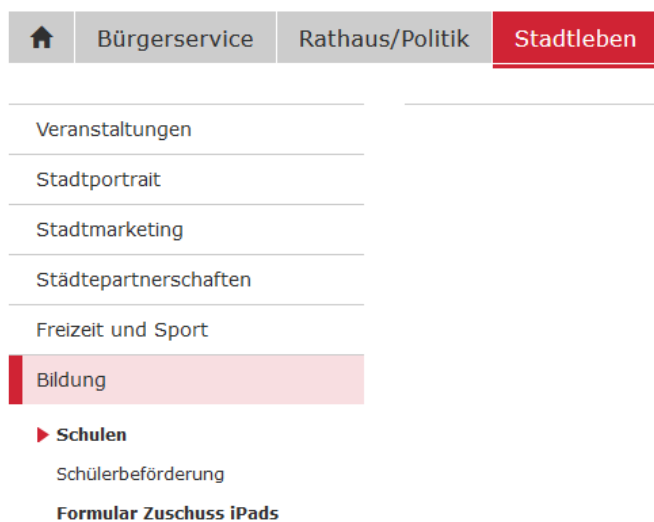 Bürgerservice Rathaus/Politik Stadtleben
Veranstaltungen
Stadtportrait
Stadtmarketing
Städtepartnerschaften
Freizeit und Sport
Bildung
Schulen
Schülerbeförderung
Formular Zuschuss iPads